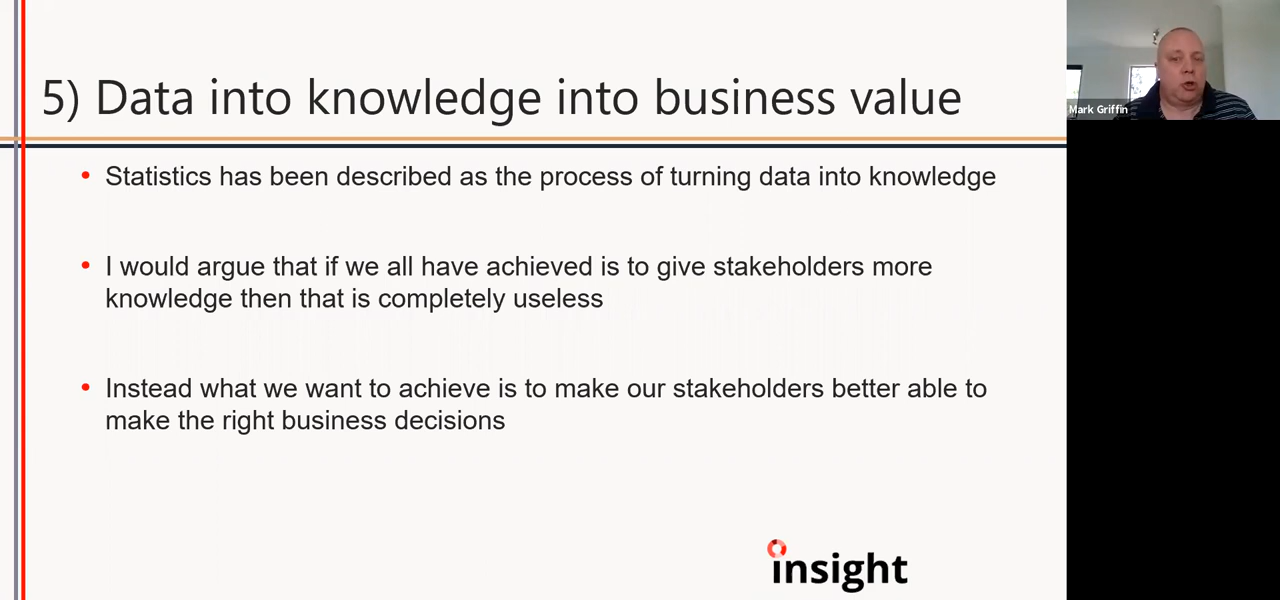 5) Data into knowledge into business value
Mark Griffin
• Statistics has been described as the process of turning data into knowledge
• I would argue that if we all have achieved is to give stakeholders more
knowledge then that is completely useless
• Instead what we want to achieve is to make our stakeholders better able to
make the right business decisions
insight